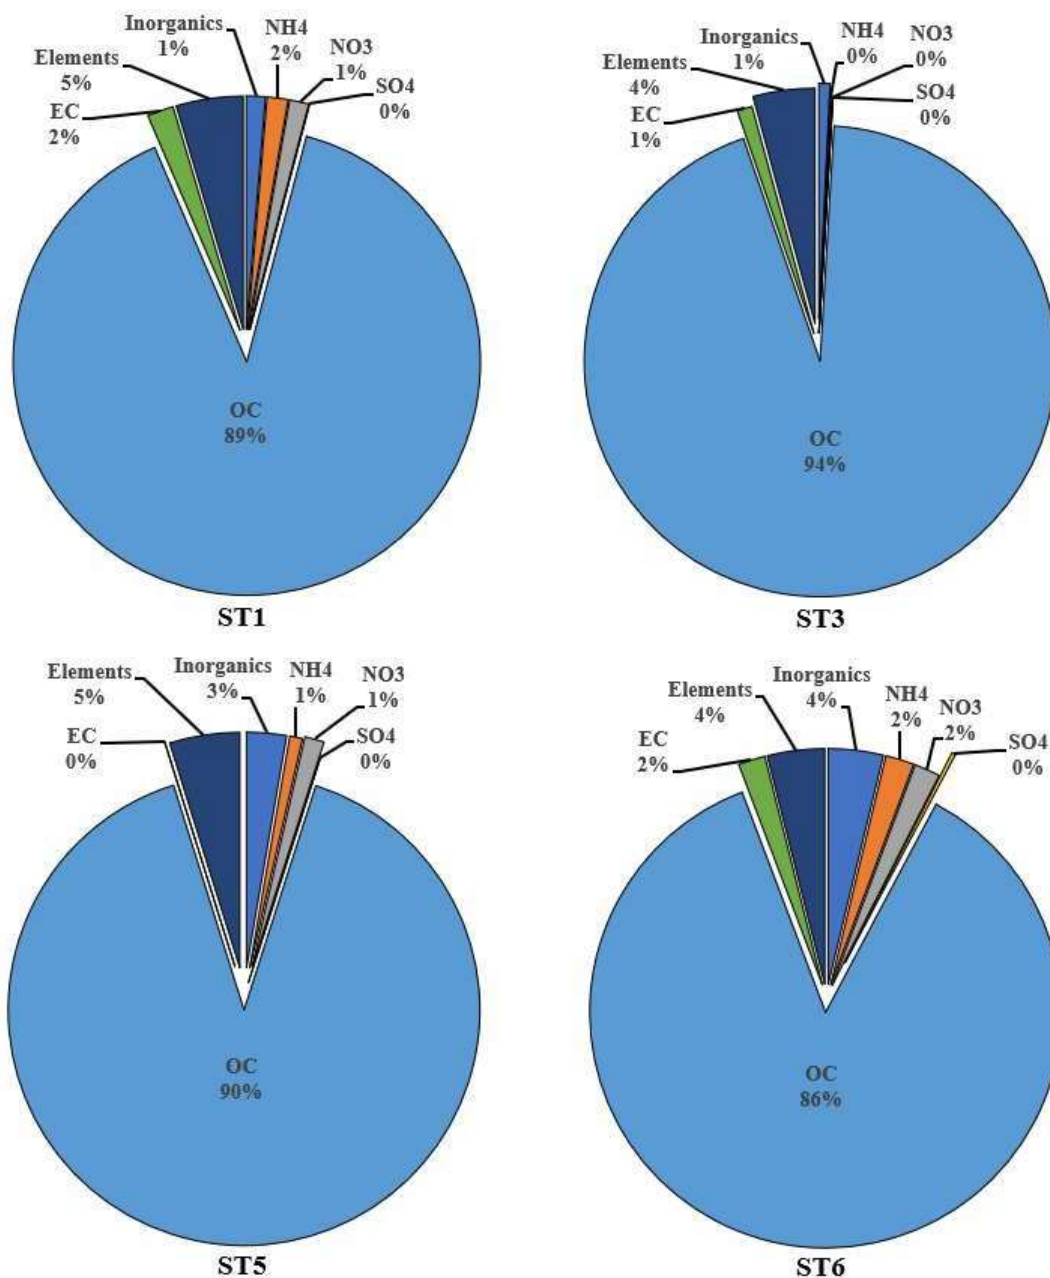 Inorganics
1%
NH4
2%
NO3
1%
SO4
0%
Elements
5%
EC
2%
OC
89%
ST1
Inorganics
1%
NH4
0%
NO3
0%
SO4
0%
Elements
4%
EC
1%
OC
94%
ST3
Inorganics
3%
NH4
1%
NO3
1%
SO4
0%
Elements
5%
EC
0%
OC
90%
ST5
Inorganics
4%
NH4
2%
NO3
2%
SO4
0%
Elements
4%
EC
2%
OC
86%
ST6